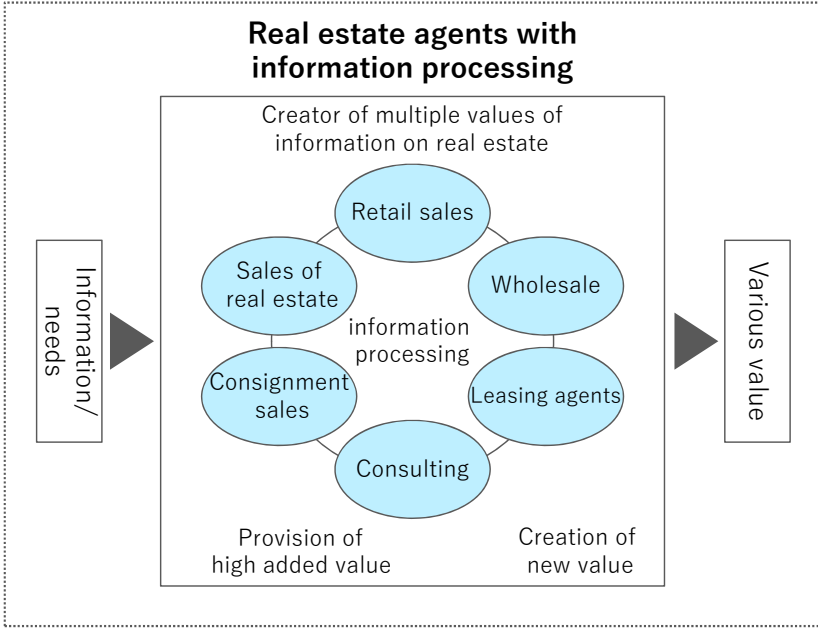 Real estate agents with
information processing
Creator of multiple values of
information on real estate
Retail sales
Sales of
real estate
Wholesale
information
processing
Consignment
sales
Leasing agents
Consulting
Provision of
high added value
Creation of
new value
Information/
needs
Various value